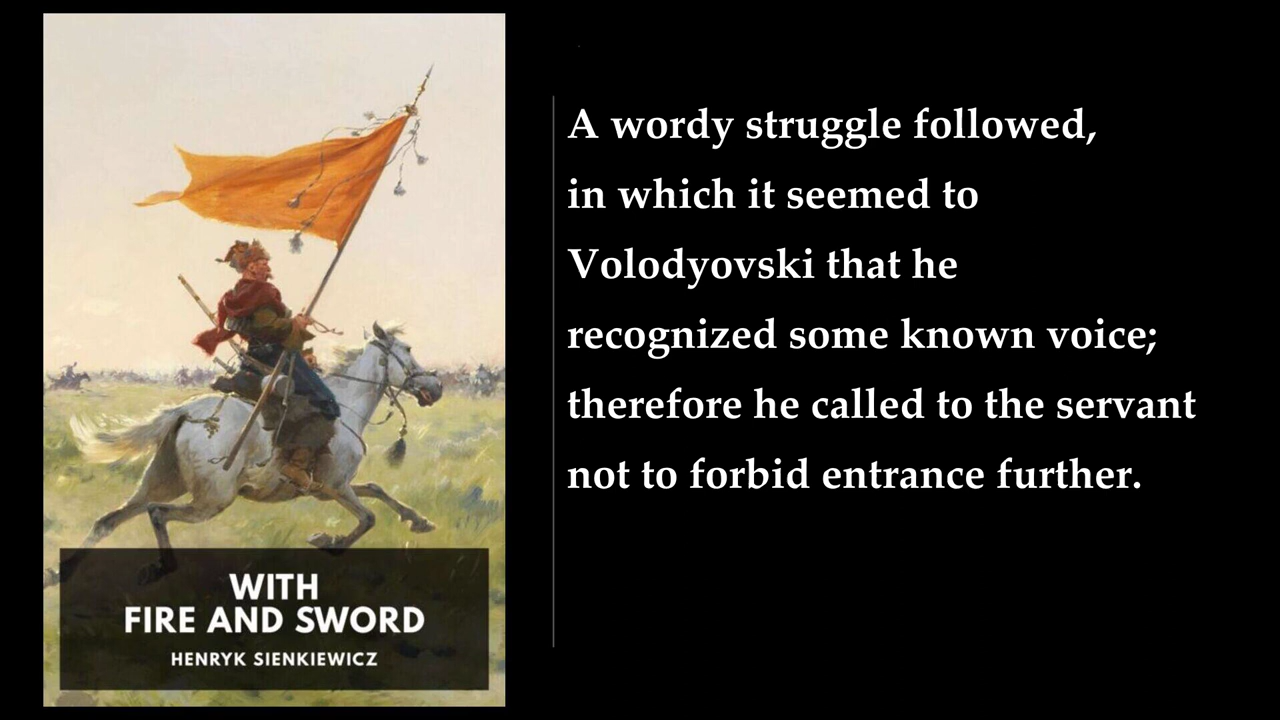 WITH
FIRE AND SWORD
HENRYK SIENKIEWICZ
A wordy struggle followed,
in which it seemed to
Volodyovski that he
recognized some known voice;
therefore he called to the servant
not to forbid entrance further.